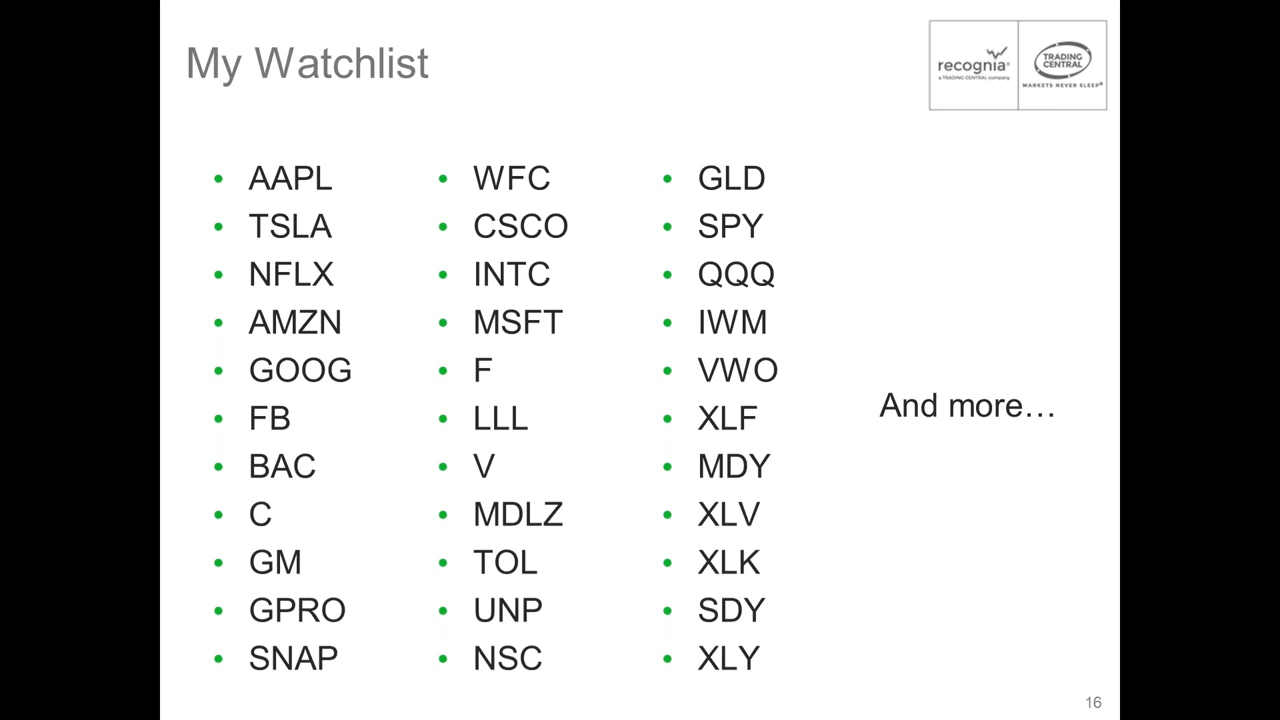 My Watchlist
recognia®
a TRADING CENTRAL company
TRADING
CENTRAL
MARKETS NEVER SLEEP®
• AAPL
• TSLA
• NFLX
• AMZN
• GOOG
• FB
• BAC
• C
• GM
• GPRO
• SNAP
• WFC
• CSCO
• INTC
• MSFT
• F
• LLL
• V
• MDLZ
• TOL
• UNP
• NSC
• GLD
• SPY
• QQQ
• IWM
• VWO
• XLF
• MDY
• XLV
• XLK
• SDY
• XLY
And more…
16